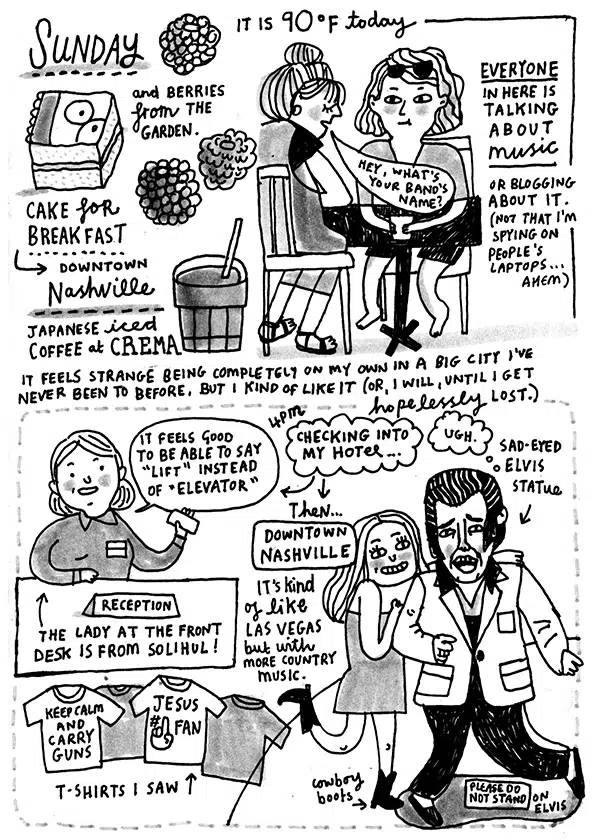 SUNDAY
IT IS 90°F today
and BERRIES
from THE
GARDEN.
CAKE for
BREAKFAST
DOWNTOWN
Nashville
JAPANESE iced
COFFEE at CREMA
HEY, WHAT'S
YOUR BAND'S
NAME?
EVERYONE
IN HERE IS
TALKING
ABOUT
music
OR BLOGGING
ABOUT IT.
(NOT THAT I'M
SPYING ON
PEOPLE'S
LAPTOPS...
AHEM)
IT FEELS STRANGE BEING COMPLETELY ON MY OWN IN A BIG CITY I'VE
NEVER BEEN TO BEFORE, BUT I KIND OF LIKE IT (OR, I WILL, UNTIL I GET
hopelessly LOST.)
4PM
CHECKING INTO
MY HOTEL...
IT FEELS GOOD
TO BE ABLE TO SAY
"LIFT" INSTEAD
OF "ELEVATOR"
RECEPTION
THE LADY AT THE FRONT
DESK IS FROM SOLIHUL!
Then...
DOWNTOWN
NASHVILLE
IT'S kind
of like
LAS VEGAS
but with
MORE COUNTRY
MUSIC.
UGH.
SAD-EYED
ELVIS
STATUE
KEEP CALM
AND
CARRY
GUNS
JESUS
#1
FAN
T-SHIRTS I SAW
cowboy
boots
PLEASE DO
NOT STAND
ON
ELVIS